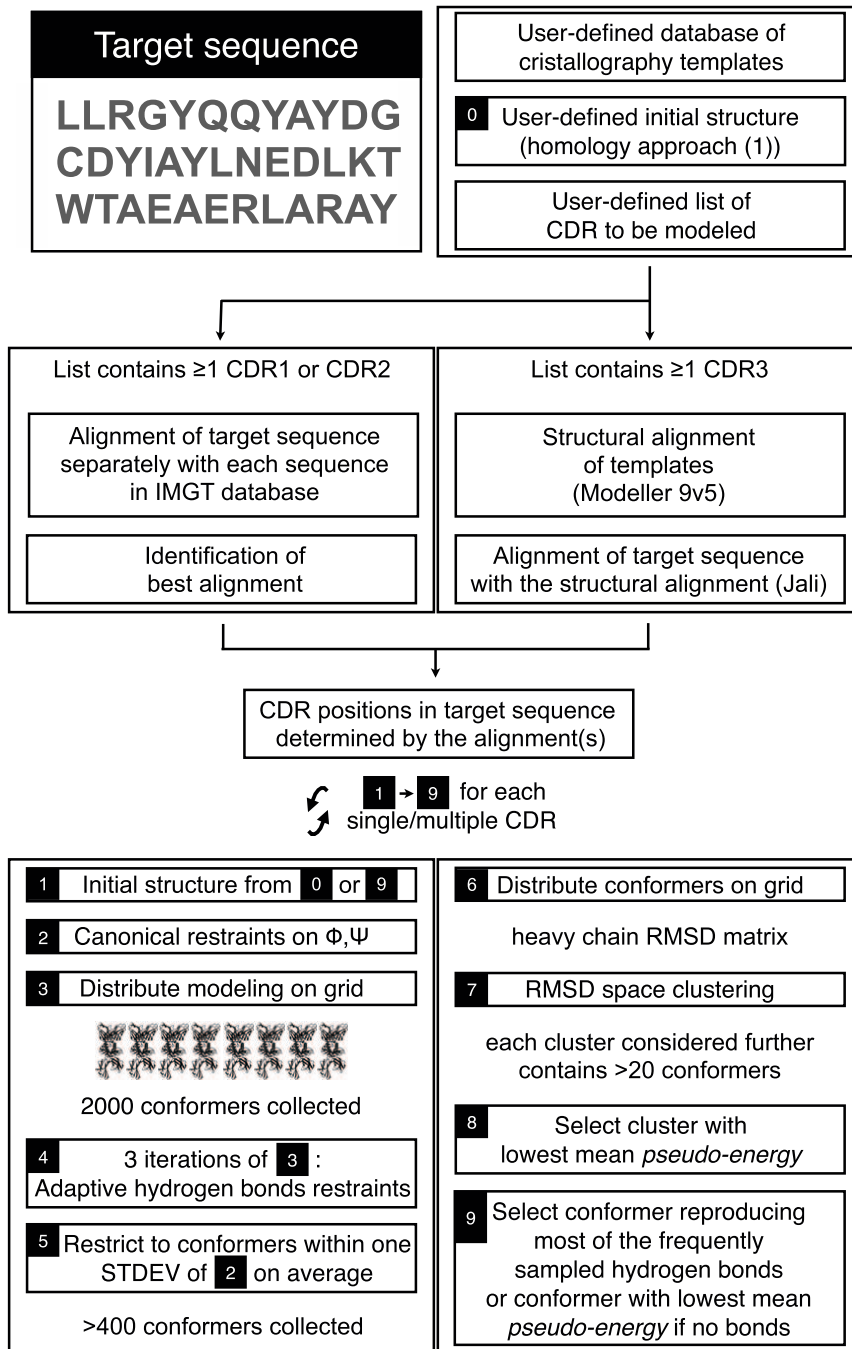 Target sequence
LLRGYQQYAYDG
CDYIAYLNEDLKT
WTAEAERLARAY
User-defined database of
cristallography templates
0 User-defined initial structure
(homology approach (1))
User-defined list of
CDR to be modeled
List contains ≥1 CDR1 or CDR2
Alignment of target sequence
separately with each sequence
in IMGT database
Identification of
best alignment
List contains ≥1 CDR3
Structural alignment
of templates
(Modeller 9v5)
Alignment of target sequence
with the structural alignment (Jali)
CDR positions in target sequence
determined by the alignment(s)
1 → 9 for each
single/multiple CDR
1 Initial structure from 0 or 9
2 Canonical restraints on Φ,Ψ
3 Distribute modeling on grid
2000 conformers collected
4 3 iterations of 3 :
Adaptive hydrogen bonds restraints
5 Restrict to conformers within one
STDEV of 2 on average
>400 conformers collected
6 Distribute conformers on grid
heavy chain RMSD matrix
7 RMSD space clustering
each cluster considered further
contains >20 conformers
8 Select cluster with
lowest mean pseudo-energy
9 Select conformer reproducing
most of the frequently
sampled hydrogen bonds
or conformer with lowest mean
pseudo-energy if no bonds